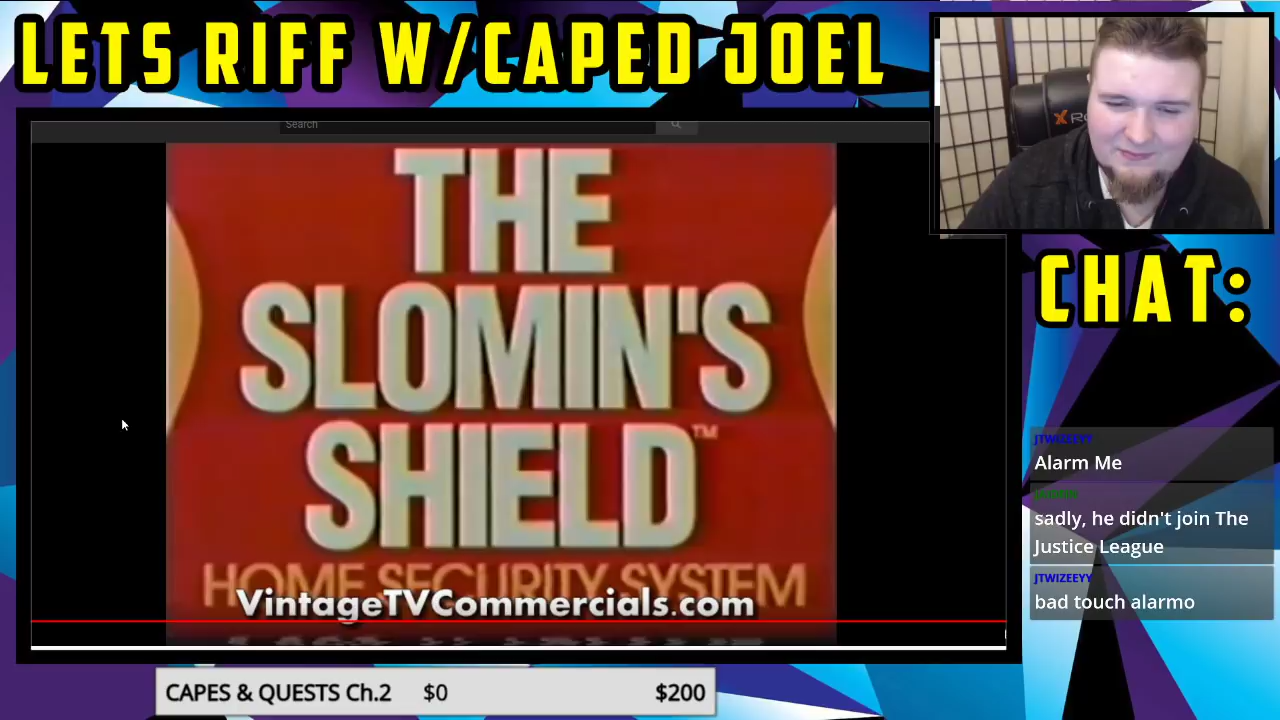 LETS RIFF W/CAPED JOEL
Search
THE
SLOMIN'S
SHIELD™
HOME SECURITY SYSTEM
VintageTVCommercials.com
CHAT:
JTWIZEEYY
Alarm Me
sadly, he didn't join The
Justice League
JTWIZEEYY
bad touch alarmo
CAPES & QUESTS Ch.2 $0 $200